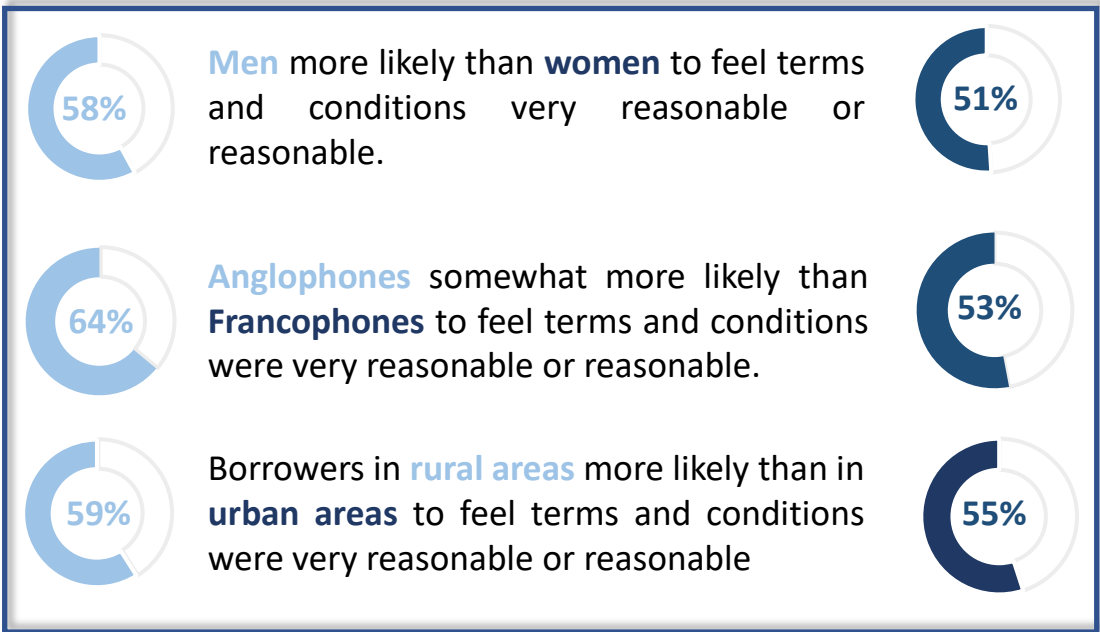 58%
Men more likely than women to feel terms
and conditions very reasonable or
reasonable.
51%
64%
Anglophones somewhat more likely than
Francophones to feel terms and conditions
were very reasonable or reasonable.
53%
59%
Borrowers in rural areas more likely than in
urban areas to feel terms and conditions
were very reasonable or reasonable
55%